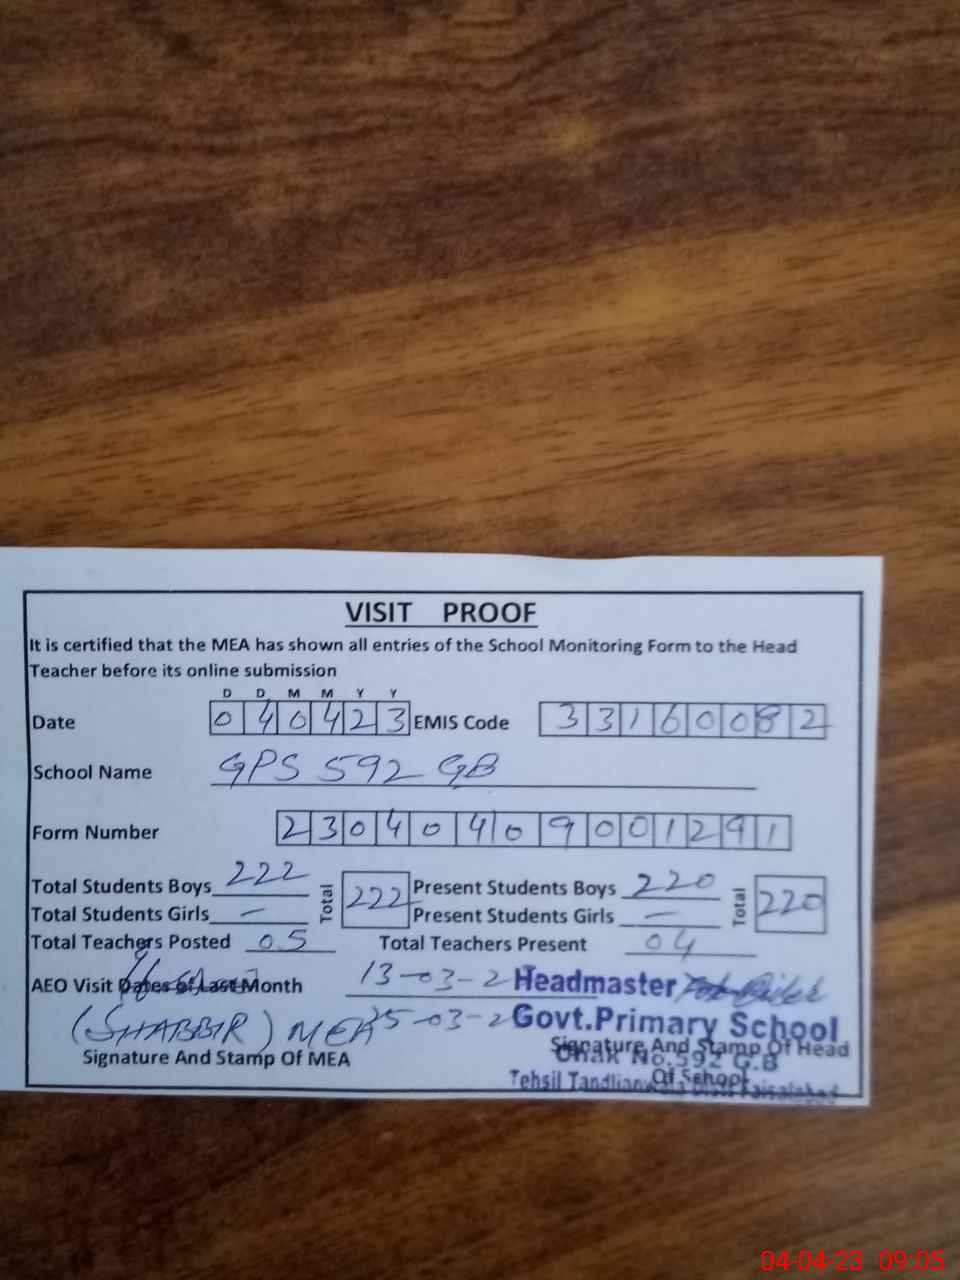 VISIT PROOF
It is certified that the MEA has shown all entries of the School Monitoring Form to the Head
Teacher before its online submission
D D M M Y Y
Date 0 4 0 4 2 3 EMIS Code 3 3 1 6 0 0 8 2
School Name GPS 592 GB
Form Number 2 3 0 4 0 4 0 9 0 0 1 2 9 1
Total Students Boys 222 Total 222 Present Students Boys 220 Total 220
Total Students Girls — Present Students Girls —
Total Teachers Posted 05 Total Teachers Present 04
AEO Visit Dates of Last Month 13-03-2 Headmaster
(SHABBIR) MEA 25-03-2 Govt.Primary School
Signature And Stamp Of MEA Signature And Stamp Of Head
Chak No.592 G.B
Of School
Tehsil Tandlianwala Distt Faisalabad
04-04-23 09:05